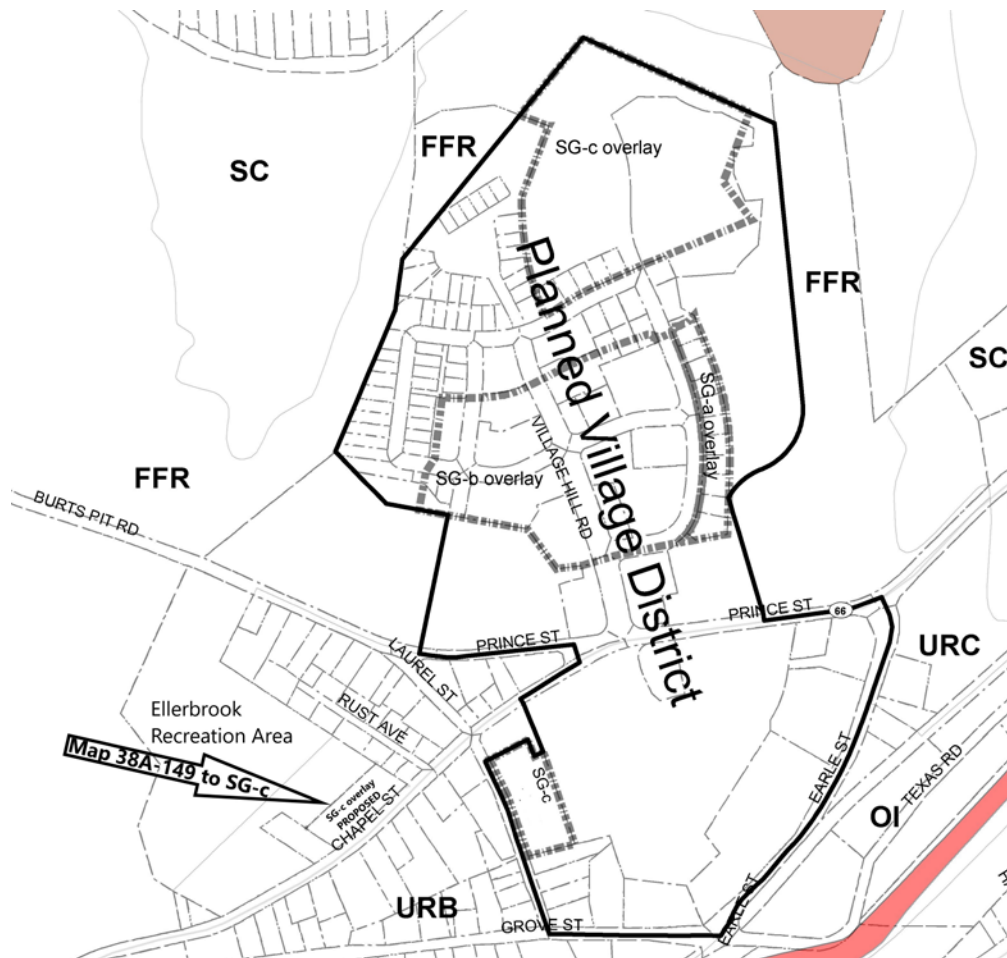 SG-c overlay
FFR
SC
Planned Village District
FFR
SC
SG-a overlay
VILLAGE HILL RD
SG-b overlay
FFR
BURTS PIT RD
PRINCE ST
66
PRINCE ST
URC
LAUREL ST
RUST AVE
Ellerbrook
Recreation Area
Map 38A-149 to SG-c
SG-c overlay
PROPOSED
CHAPEL ST
SG-c
EARLE ST
TEXAS RD
OI
URB
GROVE ST
EARLE ST